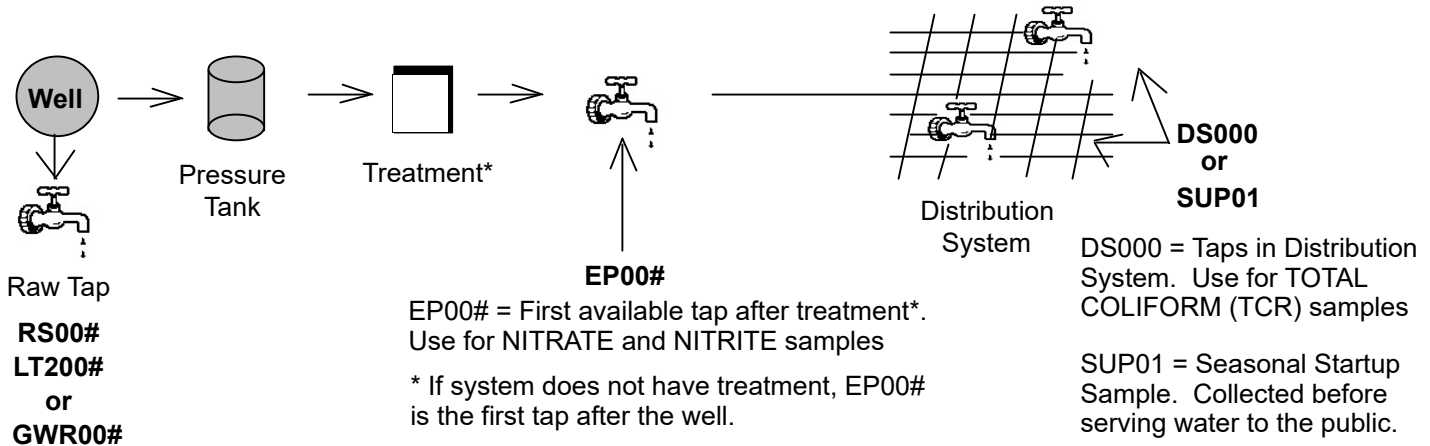 Well
Pressure
Tank
Treatment*
Raw Tap
RS00#
LT200#
or
GWR00#
EP00#
EP00# = First available tap after treatment*.
Use for NITRATE and NITRITE samples
* If system does not have treatment, EP00#
is the first tap after the well.
Distribution
System
DS000
or
SUP01
DS000 = Taps in Distribution
System. Use for TOTAL
COLIFORM (TCR) samples
SUP01 = Seasonal Startup
Sample. Collected before
serving water to the public.